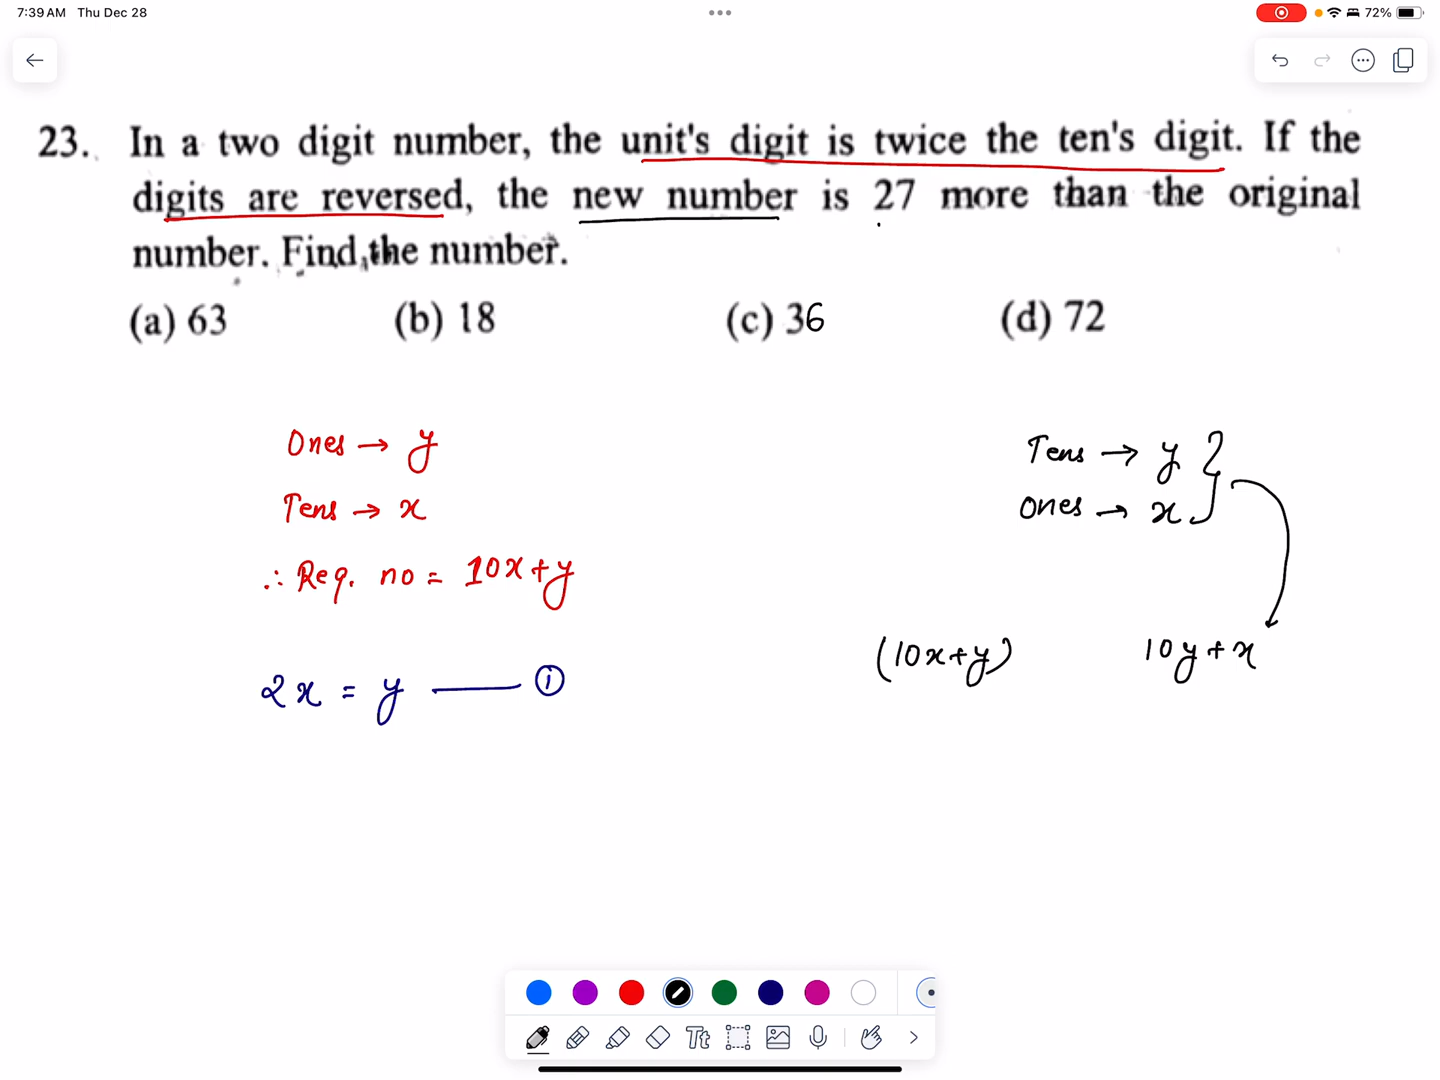 7:39 AM Thu Dec 28
72%
23. In a two digit number, the unit's digit is twice the ten's digit. If the
digits are reversed, the new number is 27 more than the original
number. Find the number.
(a) 63 (b) 18 (c) 36 (d) 72
Ones → y
Tens → x
∴ Req. no = 10x+y
2x = y —— ①
Tens → y }
Ones → x
(10x+y) 10y+x
Tt